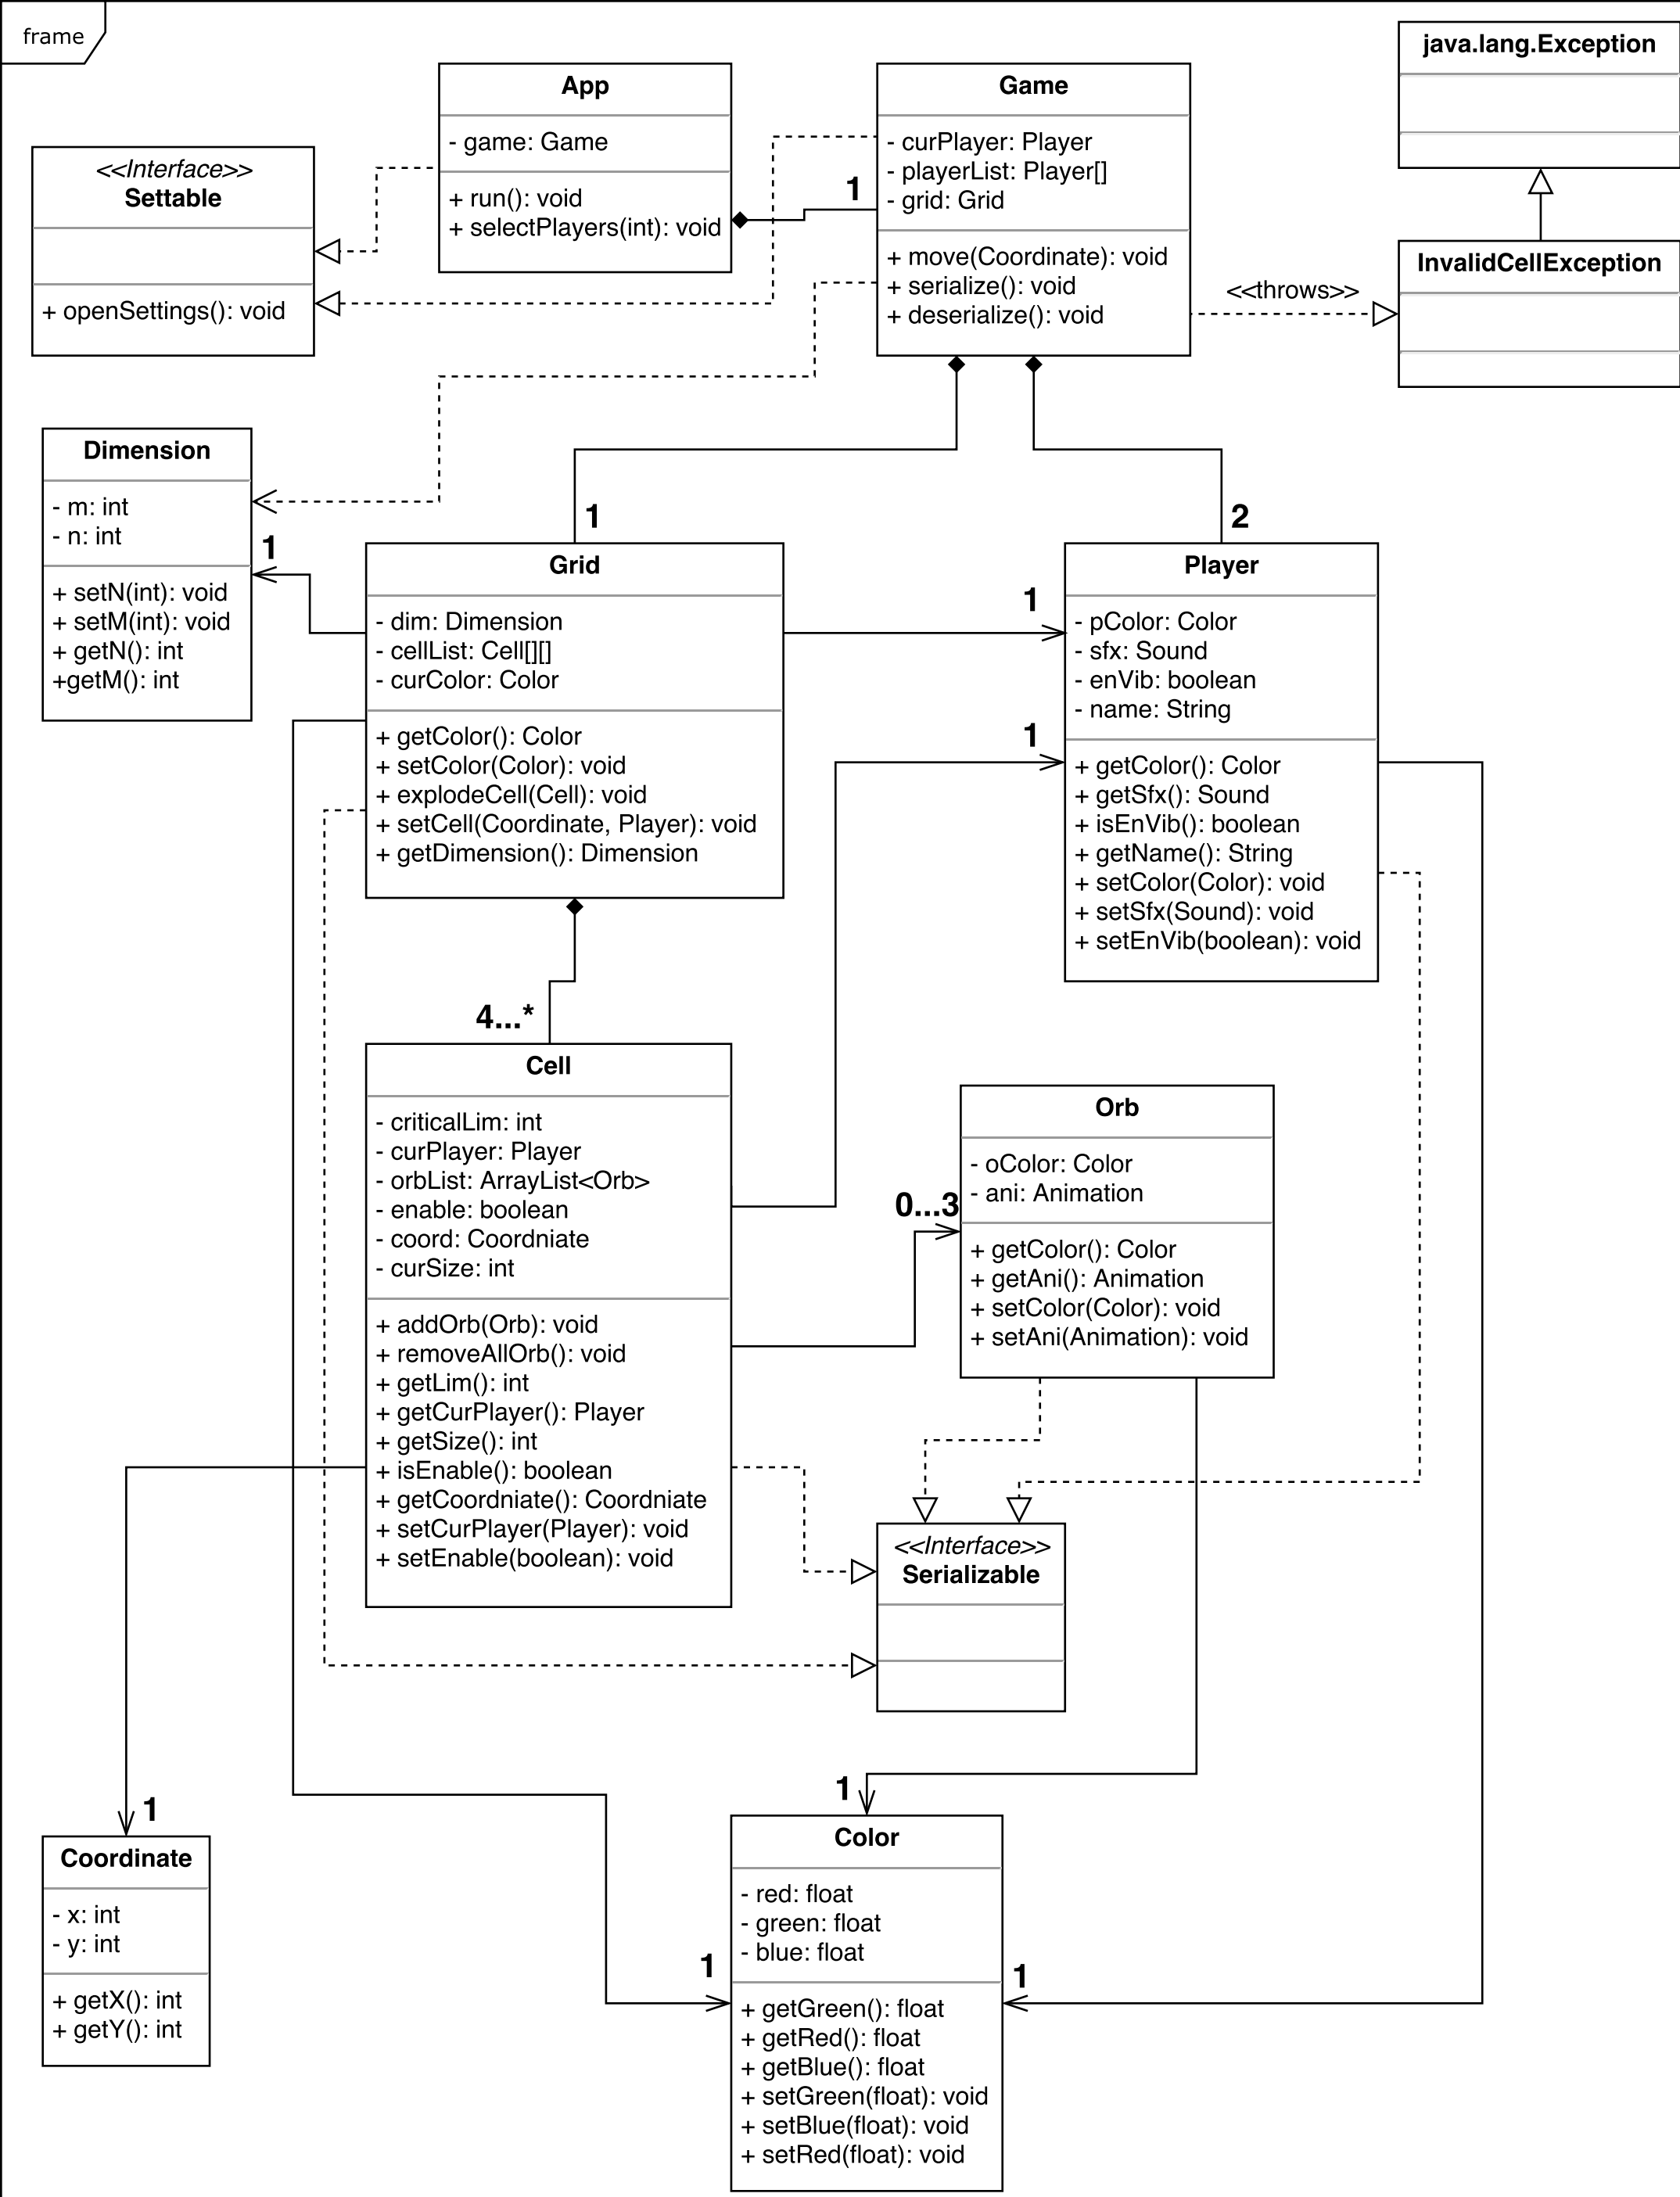 frame
java.lang.Exception
App
- game: Game
+ run(): void
+ selectPlayers(int): void
Game
- curPlayer: Player
- playerList: Player[]
- grid: Grid
+ move(Coordinate): void
+ serialize(): void
+ deserialize(): void
1
<<Interface>>
Settable
+ openSettings(): void
<<throws>>
InvalidCellException
Dimension
- m: int
- n: int
+ setN(int): void
+ setM(int): void
+ getN(): int
+getM(): int
1
1
2
Grid
- dim: Dimension
- cellList: Cell[][]
- curColor: Color
+ getColor(): Color
+ setColor(Color): void
+ explodeCell(Cell): void
+ setCell(Coordinate, Player): void
+ getDimension(): Dimension
1
1
Player
- pColor: Color
- sfx: Sound
- enVib: boolean
- name: String
+ getColor(): Color
+ getSfx(): Sound
+ isEnVib(): boolean
+ getName(): String
+ setColor(Color): void
+ setSfx(Sound): void
+ setEnVib(boolean): void
4...*
Cell
- criticalLim: int
- curPlayer: Player
- orbList: ArrayList<Orb>
- enable: boolean
- coord: Coordniate
- curSize: int
+ addOrb(Orb): void
+ removeAllOrb(): void
+ getLim(): int
+ getCurPlayer(): Player
+ getSize(): int
+ isEnable(): boolean
+ getCoordniate(): Coordniate
+ setCurPlayer(Player): void
+ setEnable(boolean): void
0...3
Orb
- oColor: Color
- ani: Animation
+ getColor(): Color
+ getAni(): Animation
+ setColor(Color): void
+ setAni(Animation): void
<<Interface>>
Serializable
1
Coordinate
- x: int
- y: int
+ getX(): int
+ getY(): int
1
1
1
Color
- red: float
- green: float
- blue: float
+ getGreen(): float
+ getRed(): float
+ getBlue(): float
+ setGreen(float): void
+ setBlue(float): void
+ setRed(float): void